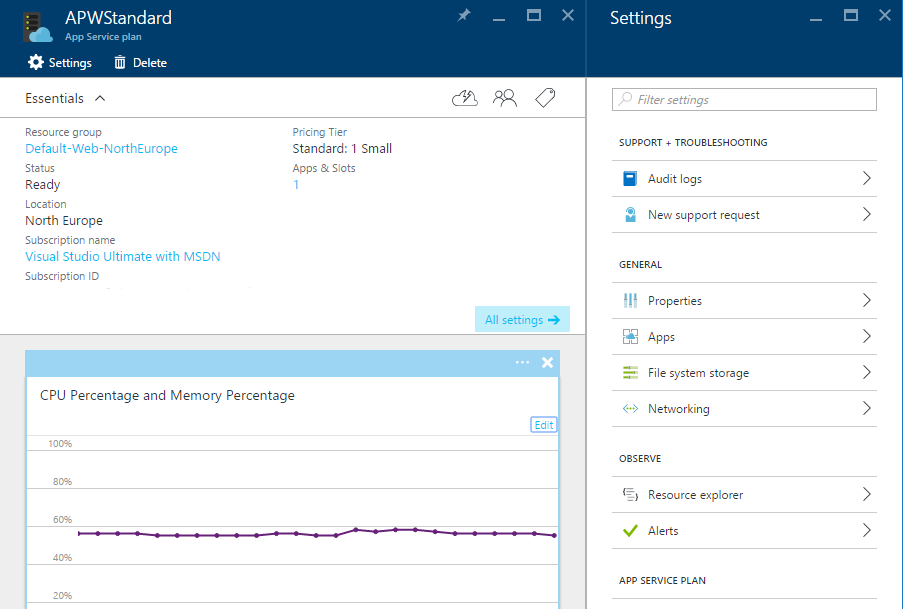 APWStandard
App Service plan
Settings
Delete
Essentials
Resource group
Default-Web-NorthEurope
Status
Ready
Location
North Europe
Subscription name
Visual Studio Ultimate with MSDN
Subscription ID
Pricing Tier
Standard: 1 Small
Apps & Slots
1
All settings
CPU Percentage and Memory Percentage
Edit
100%
80%
60%
40%
20%
Settings
Filter settings
SUPPORT + TROUBLESHOOTING
Audit logs
New support request
GENERAL
Properties
Apps
File system storage
Networking
OBSERVE
Resource explorer
Alerts
APP SERVICE PLAN